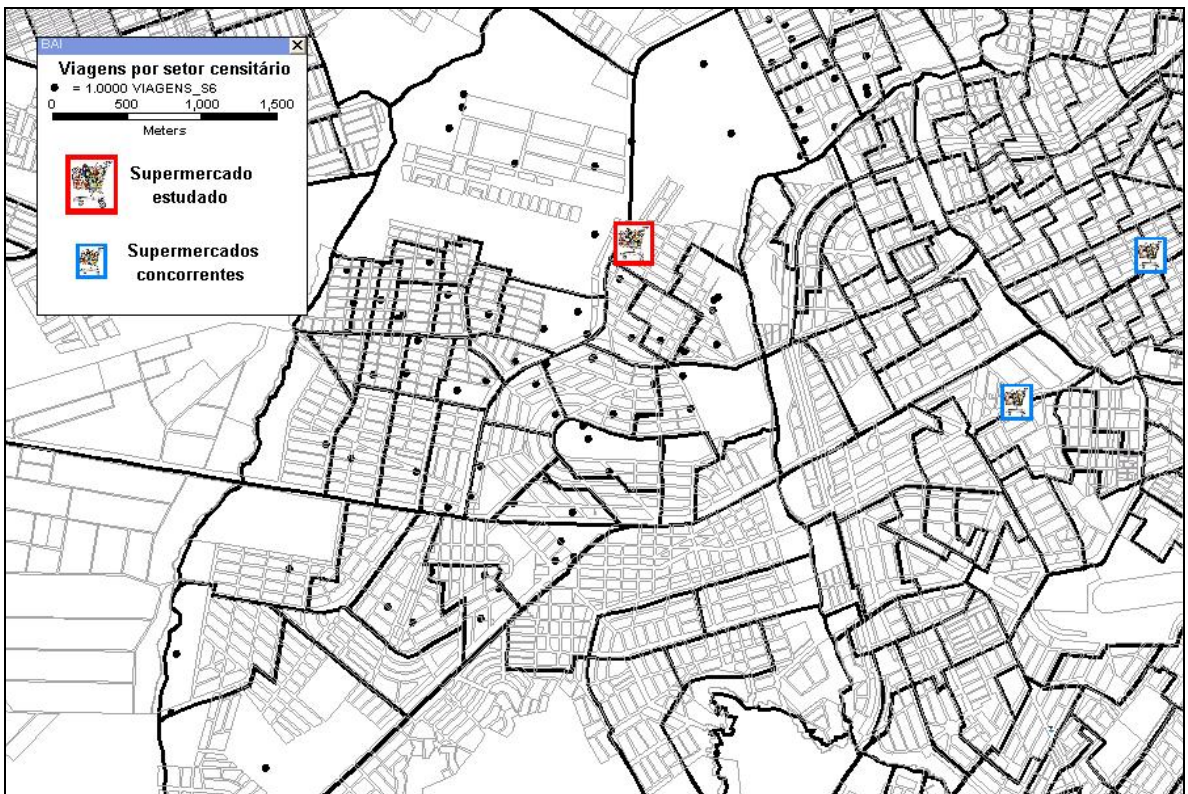 BAI
Viagens por setor censitário
= 1.0000 VIAGENS_S6
0 500 1,000 1,500
Meters
Supermercado
estudado
Supermercados
concorrentes